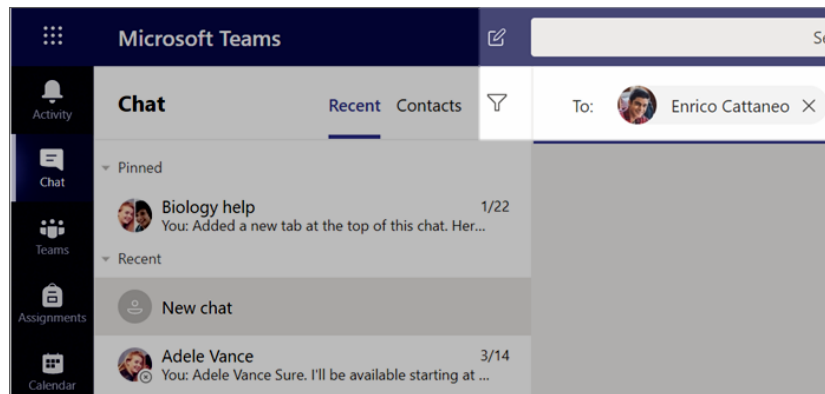 Microsoft Teams
Activity
Chat
Teams
Assignments
Calendar
Chat
Recent Contacts
Pinned
Biology help 1/22
You: Added a new tab at the top of this chat. Her...
Recent
New chat
Adele Vance 3/14
You: Adele Vance Sure. I'll be available starting at ...
Se
To: Enrico Cattaneo